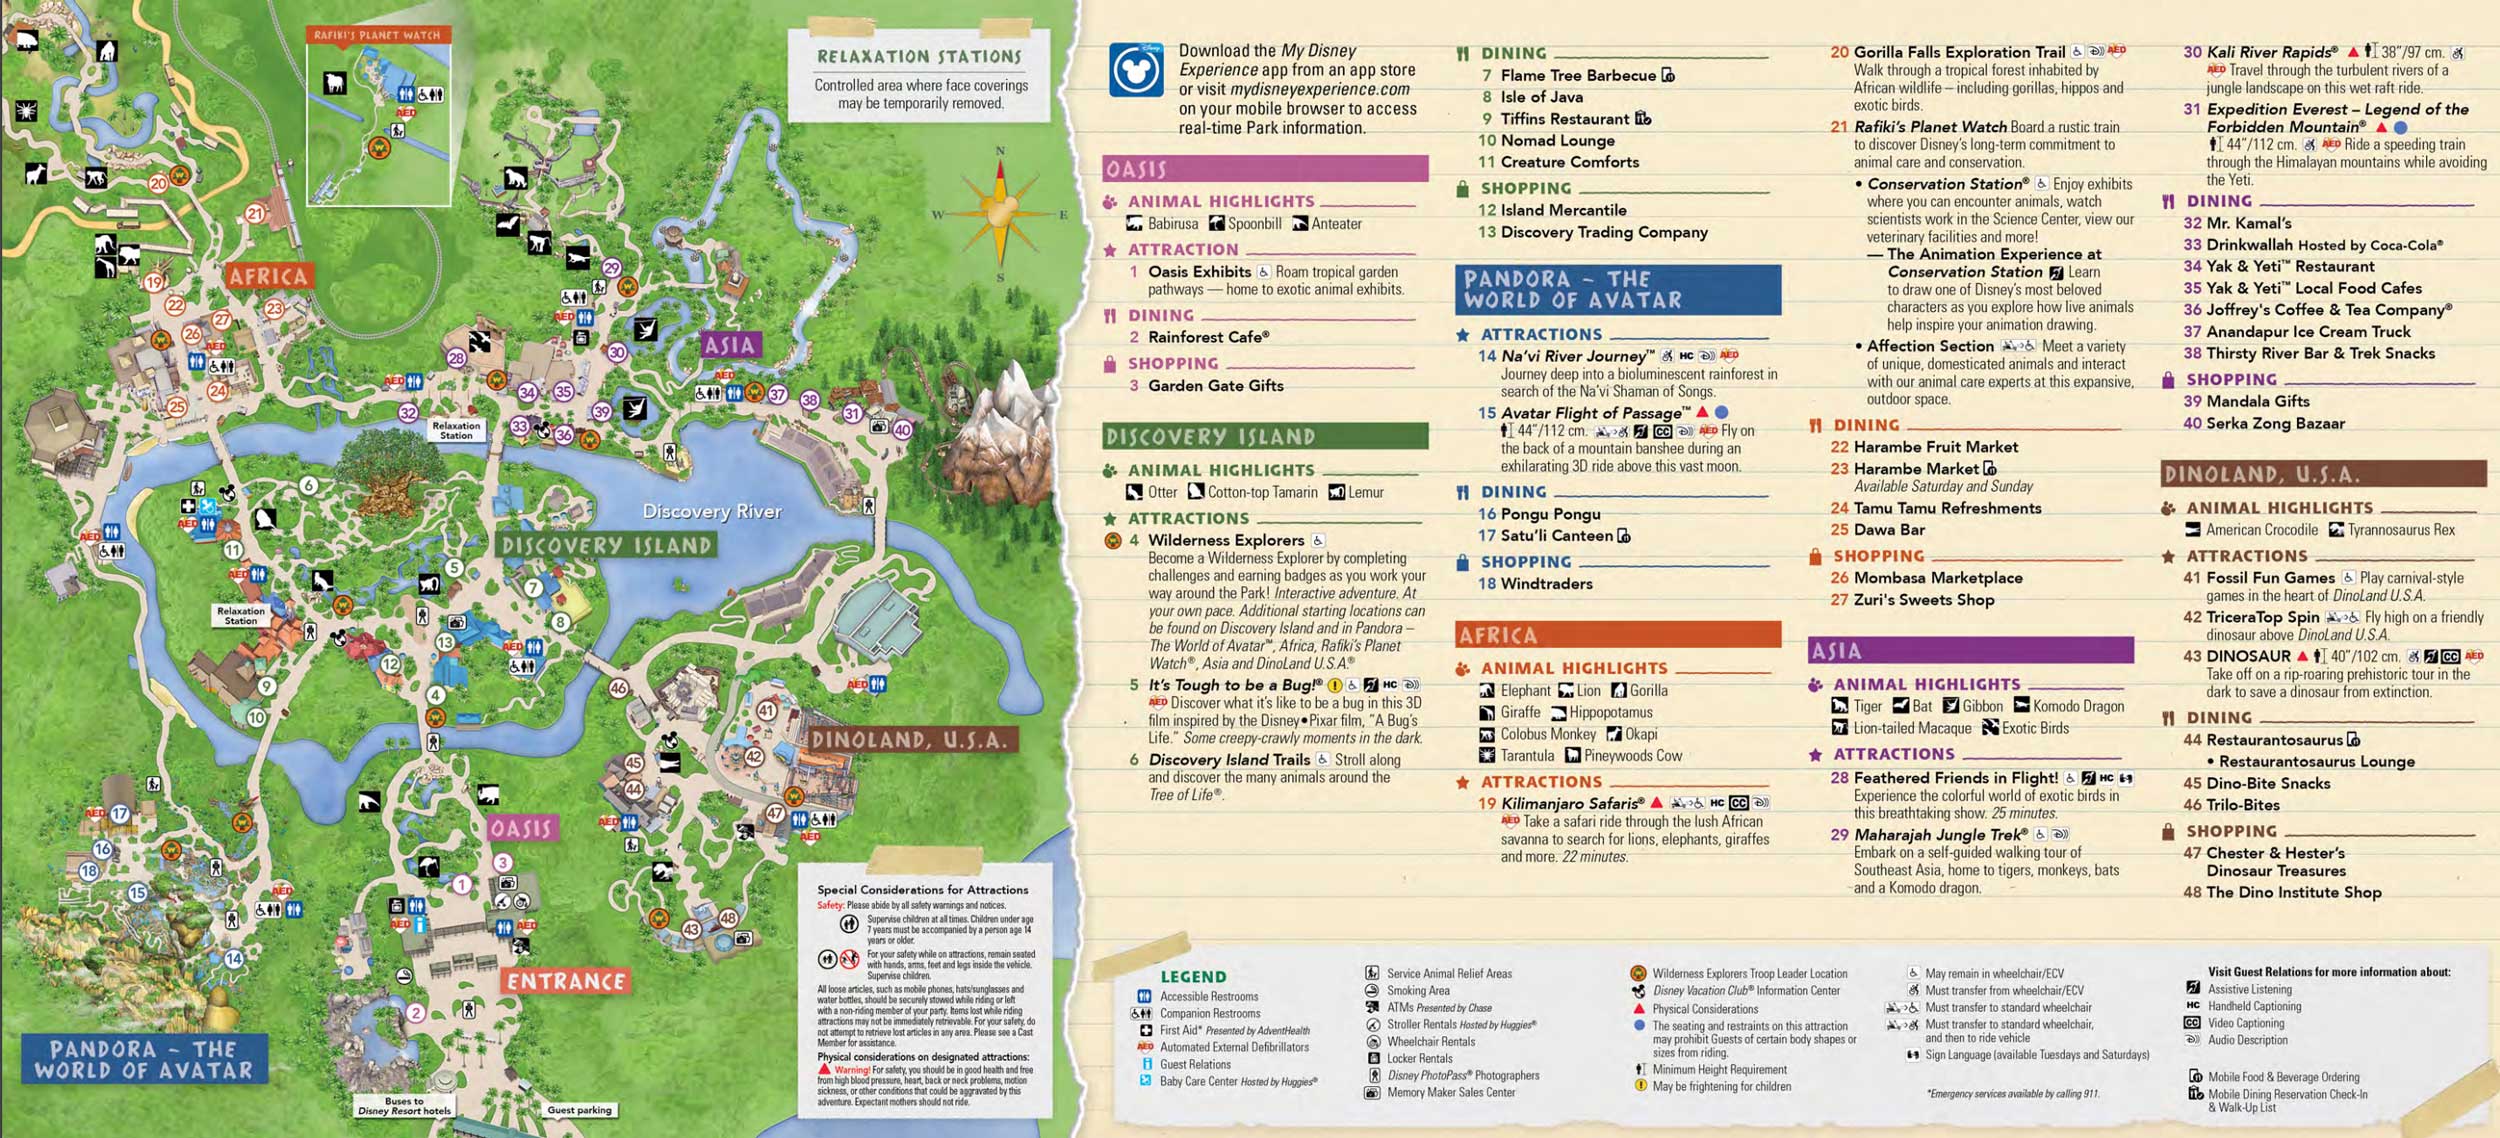 RAFIKI'S PLANET WATCH
RELAXATION STATIONS
Controlled area where face coverings
may be temporarily removed.
N
W
E
S
20
21
AFRICA
19
22
23
27
26
24
25
29
28
30
ASIA
34
35
32
39
37
38
31
40
33
36
Relaxation
Station
6
Discovery River
DISCOVERY ISLAND
11
5
7
8
Relaxation
Station
13
12
9
4
10
46
41
DINOLAND, U.S.A.
42
45
44
47
43
48
17
16
18
15
14
OASIS
3
1
ENTRANCE
2
PANDORA – THE
WORLD OF AVATAR
Buses to
Disney Resort hotels
Guest parking
Special Considerations for Attractions
Safety: Please abide by all safety warnings and notices.
Supervise children at all times. Children under age
7 years must be accompanied by a person age 14
years or older.
For your safety while on attractions, remain seated
with hands, arms, feet and legs inside the vehicle.
Supervise children.
All loose articles, such as mobile phones, hats/sunglasses and
water bottles, should be securely stowed while riding or left
with a non-riding member of your party. Items lost while riding
attractions may not be immediately retrievable. For your safety, do
not attempt to retrieve lost articles in any area. Please see a Cast
Member for assistance.
Physical considerations on designated attractions:
Warning! For safety, you should be in good health and free
from high blood pressure, heart, back or neck problems, motion
sickness, or other conditions that could be aggravated by this
adventure. Expectant mothers should not ride.
Download the My Disney
Experience app from an app store
or visit mydisneyexperience.com
on your mobile browser to access
real-time Park information.
OASIS
ANIMAL HIGHLIGHTS
Babirusa Spoonbill Anteater
ATTRACTION
1 Oasis Exhibits Roam tropical garden
pathways — home to exotic animal exhibits.
DINING
2 Rainforest Cafe®
SHOPPING
3 Garden Gate Gifts
DISCOVERY ISLAND
ANIMAL HIGHLIGHTS
Otter Cotton-top Tamarin Lemur
ATTRACTIONS
4 Wilderness Explorers
Become a Wilderness Explorer by completing
challenges and earning badges as you work your
way around the Park! Interactive adventure. At
your own pace. Additional starting locations can
be found on Discovery Island and in Pandora –
The World of Avatar™, Africa, Rafiki's Planet
Watch®, Asia and DinoLand U.S.A.®
5 It's Tough to be a Bug!® HC
AED Discover what it's like to be a bug in this 3D
film inspired by the Disney•Pixar film, "A Bug's
Life." Some creepy-crawly moments in the dark.
6 Discovery Island Trails Stroll along
and discover the many animals around the
Tree of Life®.
DINING
7 Flame Tree Barbecue
8 Isle of Java
9 Tiffins Restaurant
10 Nomad Lounge
11 Creature Comforts
SHOPPING
12 Island Mercantile
13 Discovery Trading Company
PANDORA – THE
WORLD OF AVATAR
ATTRACTIONS
14 Na'vi River Journey™ HC AED
Journey deep into a bioluminescent rainforest in
search of the Na'vi Shaman of Songs.
15 Avatar Flight of Passage™
44"/112 cm. CC AED Fly on
the back of a mountain banshee during an
exhilarating 3D ride above this vast moon.
DINING
16 Pongu Pongu
17 Satu'li Canteen
SHOPPING
18 Windtraders
AFRICA
ANIMAL HIGHLIGHTS
Elephant Lion Gorilla
Giraffe Hippopotamus
Colobus Monkey Okapi
Tarantula Pineywoods Cow
ATTRACTIONS
19 Kilimanjaro Safaris® HC CC
AED Take a safari ride through the lush African
savanna to search for lions, elephants, giraffes
and more. 22 minutes.
20 Gorilla Falls Exploration Trail AED
Walk through a tropical forest inhabited by
African wildlife – including gorillas, hippos and
exotic birds.
21 Rafiki's Planet Watch Board a rustic train
to discover Disney's long-term commitment to
animal care and conservation.
• Conservation Station® Enjoy exhibits
where you can encounter animals, watch
scientists work in the Science Center, view our
veterinary facilities and more!
— The Animation Experience at
Conservation Station Learn
to draw one of Disney's most beloved
characters as you explore how live animals
help inspire your animation drawing.
• Affection Section Meet a variety
of unique, domesticated animals and interact
with our animal care experts at this expansive,
outdoor space.
DINING
22 Harambe Fruit Market
23 Harambe Market
Available Saturday and Sunday
24 Tamu Tamu Refreshments
25 Dawa Bar
SHOPPING
26 Mombasa Marketplace
27 Zuri's Sweets Shop
ASIA
ANIMAL HIGHLIGHTS
Tiger Bat Gibbon Komodo Dragon
Lion-tailed Macaque Exotic Birds
ATTRACTIONS
28 Feathered Friends in Flight! HC
Experience the colorful world of exotic birds in
this breathtaking show. 25 minutes.
29 Maharajah Jungle Trek®
Embark on a self-guided walking tour of
Southeast Asia, home to tigers, monkeys, bats
and a Komodo dragon.
30 Kali River Rapids® 38"/97 cm.
AED Travel through the turbulent rivers of a
jungle landscape on this wet raft ride.
31 Expedition Everest – Legend of the
Forbidden Mountain®
44"/112 cm. AED Ride a speeding train
through the Himalayan mountains while avoiding
the Yeti.
DINING
32 Mr. Kamal's
33 Drinkwallah Hosted by Coca-Cola®
34 Yak & Yeti™ Restaurant
35 Yak & Yeti™ Local Food Cafes
36 Joffrey's Coffee & Tea Company®
37 Anandapur Ice Cream Truck
38 Thirsty River Bar & Trek Snacks
SHOPPING
39 Mandala Gifts
40 Serka Zong Bazaar
DINOLAND, U.S.A.
ANIMAL HIGHLIGHTS
American Crocodile Tyrannosaurus Rex
ATTRACTIONS
41 Fossil Fun Games Play carnival-style
games in the heart of DinoLand U.S.A.
42 TriceraTop Spin Fly high on a friendly
dinosaur above DinoLand U.S.A.
43 DINOSAUR 40"/102 cm. CC AED
Take off on a rip-roaring prehistoric tour in the
dark to save a dinosaur from extinction.
DINING
44 Restaurantosaurus
• Restaurantosaurus Lounge
45 Dino-Bite Snacks
46 Trilo-Bites
SHOPPING
47 Chester & Hester's
Dinosaur Treasures
48 The Dino Institute Shop
LEGEND
Accessible Restrooms
Companion Restrooms
First Aid* Presented by AdventHealth
AED Automated External Defibrillators
Guest Relations
Baby Care Center Hosted by Huggies®
Service Animal Relief Areas
Smoking Area
ATMs Presented by Chase
Stroller Rentals Hosted by Huggies®
Wheelchair Rentals
Locker Rentals
Disney PhotoPass® Photographers
Memory Maker Sales Center
Wilderness Explorers Troop Leader Location
Disney Vacation Club® Information Center
Physical Considerations
The seating and restraints on this attraction
may prohibit Guests of certain body shapes or
sizes from riding.
Minimum Height Requirement
May be frightening for children
May remain in wheelchair/ECV
Must transfer from wheelchair/ECV
Must transfer to standard wheelchair
Must transfer to standard wheelchair,
and then to ride vehicle
Sign Language (available Tuesdays and Saturdays)
*Emergency services available by calling 911.
Visit Guest Relations for more information about:
Assistive Listening
HC Handheld Captioning
CC Video Captioning
Audio Description
Mobile Food & Beverage Ordering
Mobile Dining Reservation Check-In
& Walk-Up List